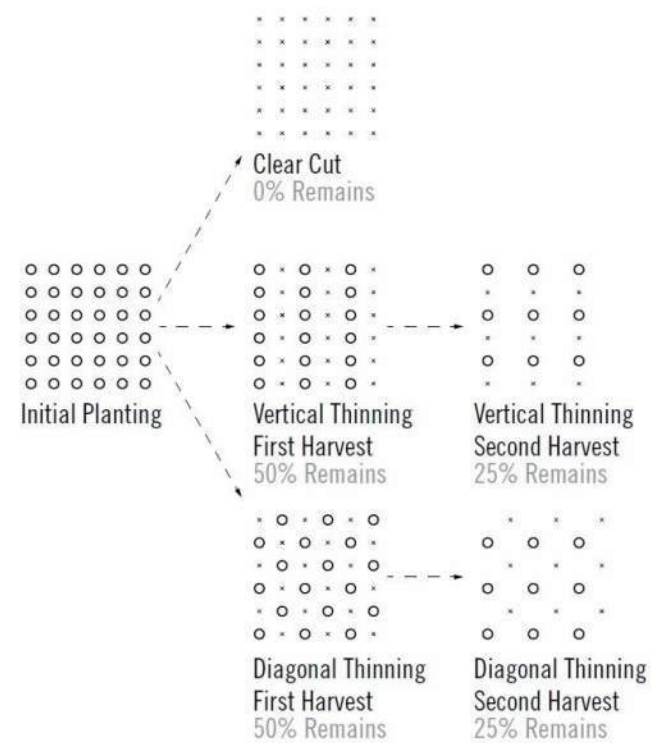 Clear Cut
0% Remains
Initial Planting
Vertical Thinning
First Harvest
50% Remains
Vertical Thinning
Second Harvest
25% Remains
Diagonal Thinning
First Harvest
50% Remains
Diagonal Thinning
Second Harvest
25% Remains